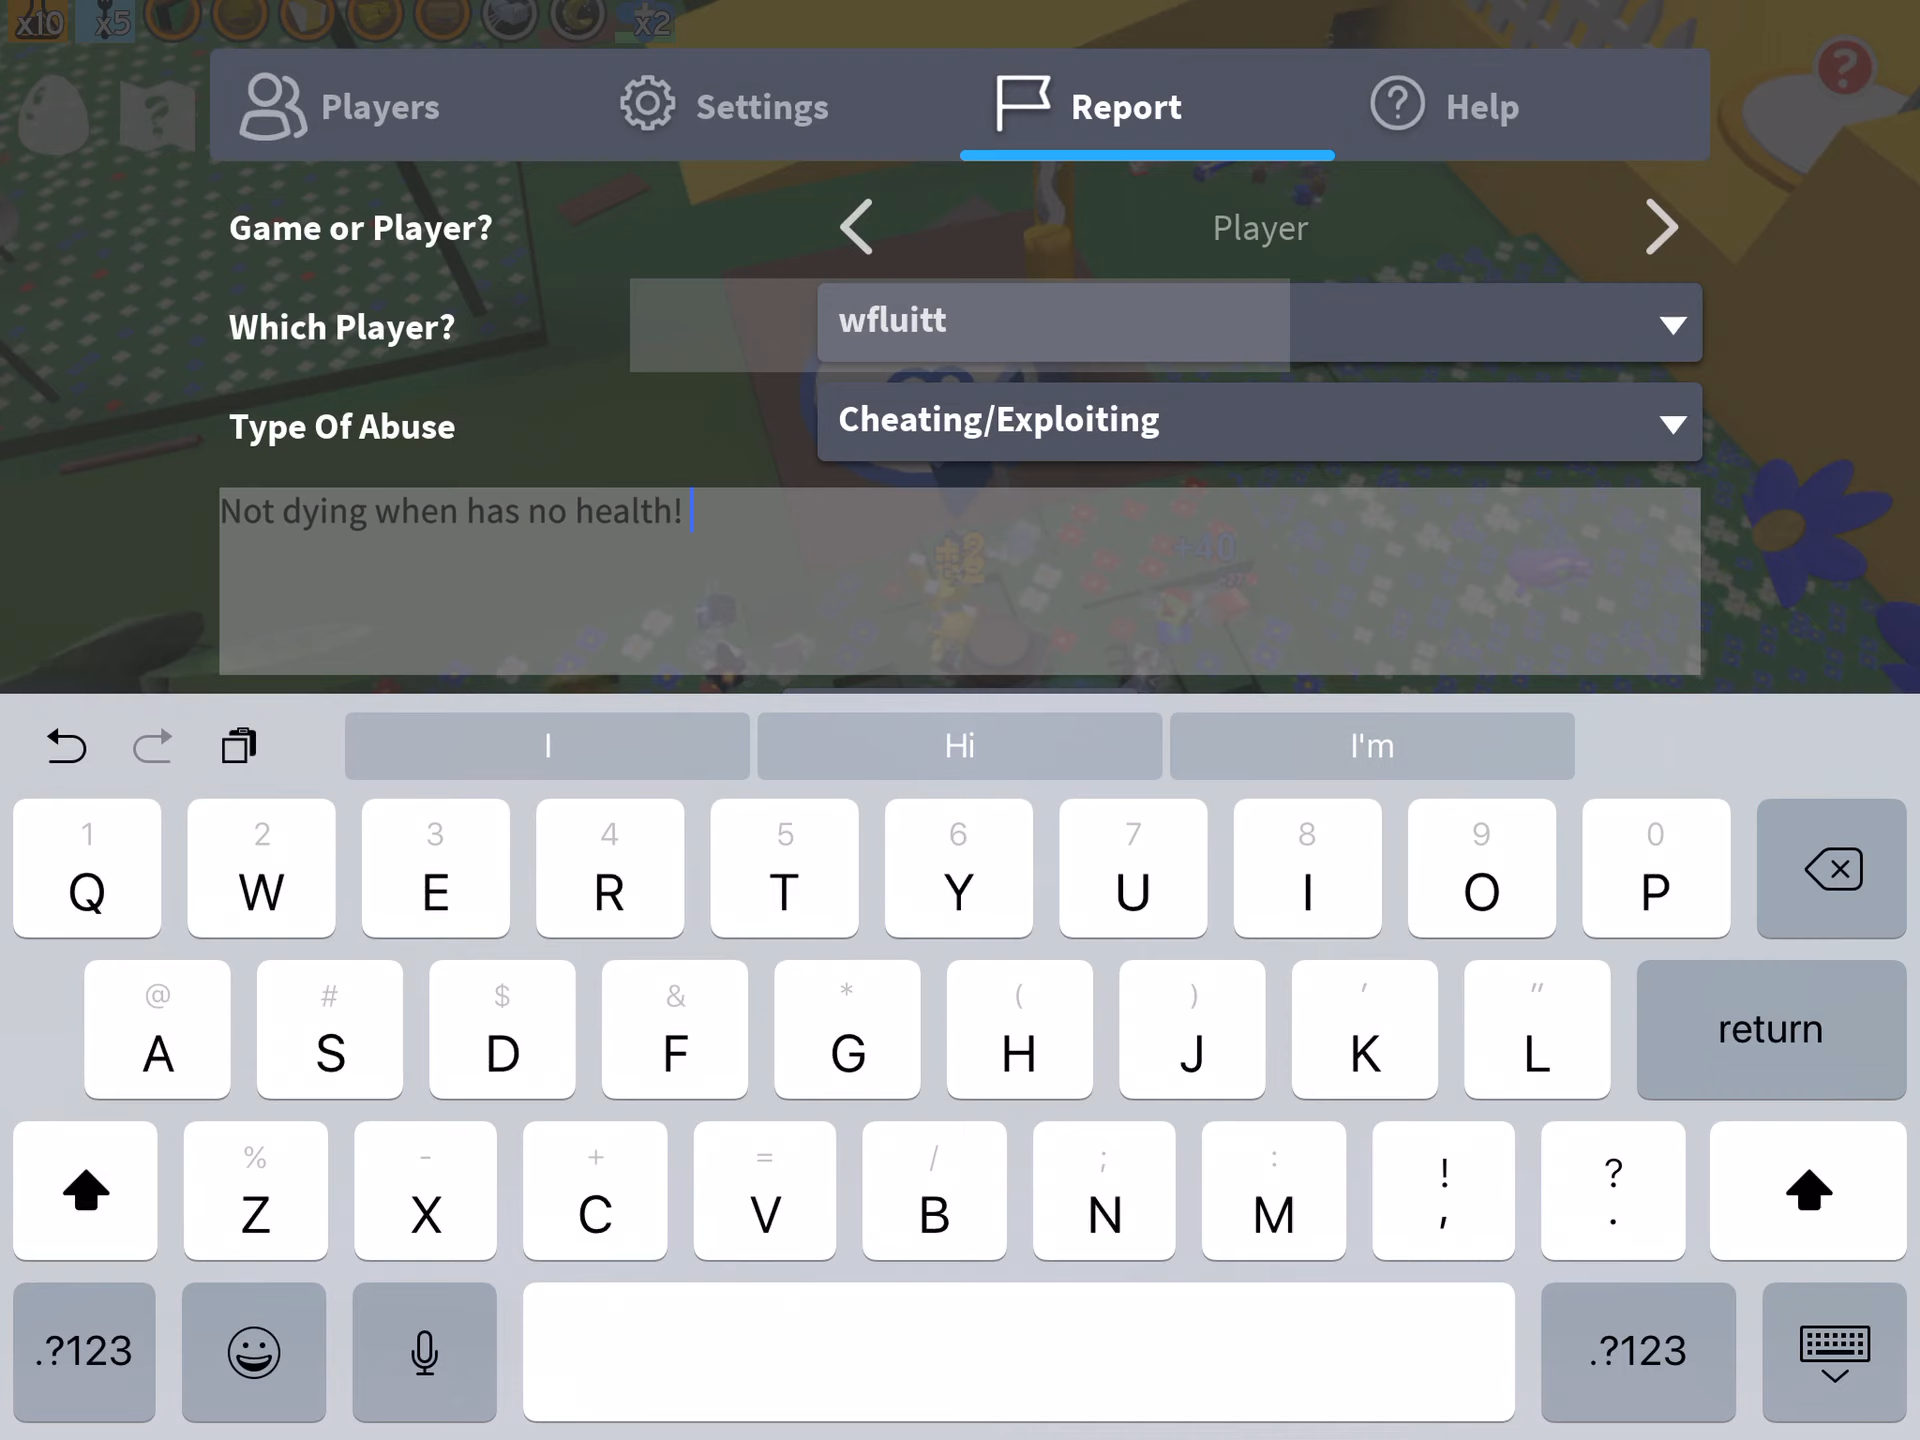 x10 x5 x2
Players Settings Report Help
?
?
Game or Player? Player
Which Player? wfluitt
Type Of Abuse Cheating/Exploiting
Not dying when has no health!
+40
I Hi I'm
1 2 3 4 5 6 7 8 9 0
Q W E R T Y U I O P
@ # $ & * ( ) ' "
A S D F G H J K L return
% - + = / ; : ! ?
Z X C V B N M , .
.?123 .?123